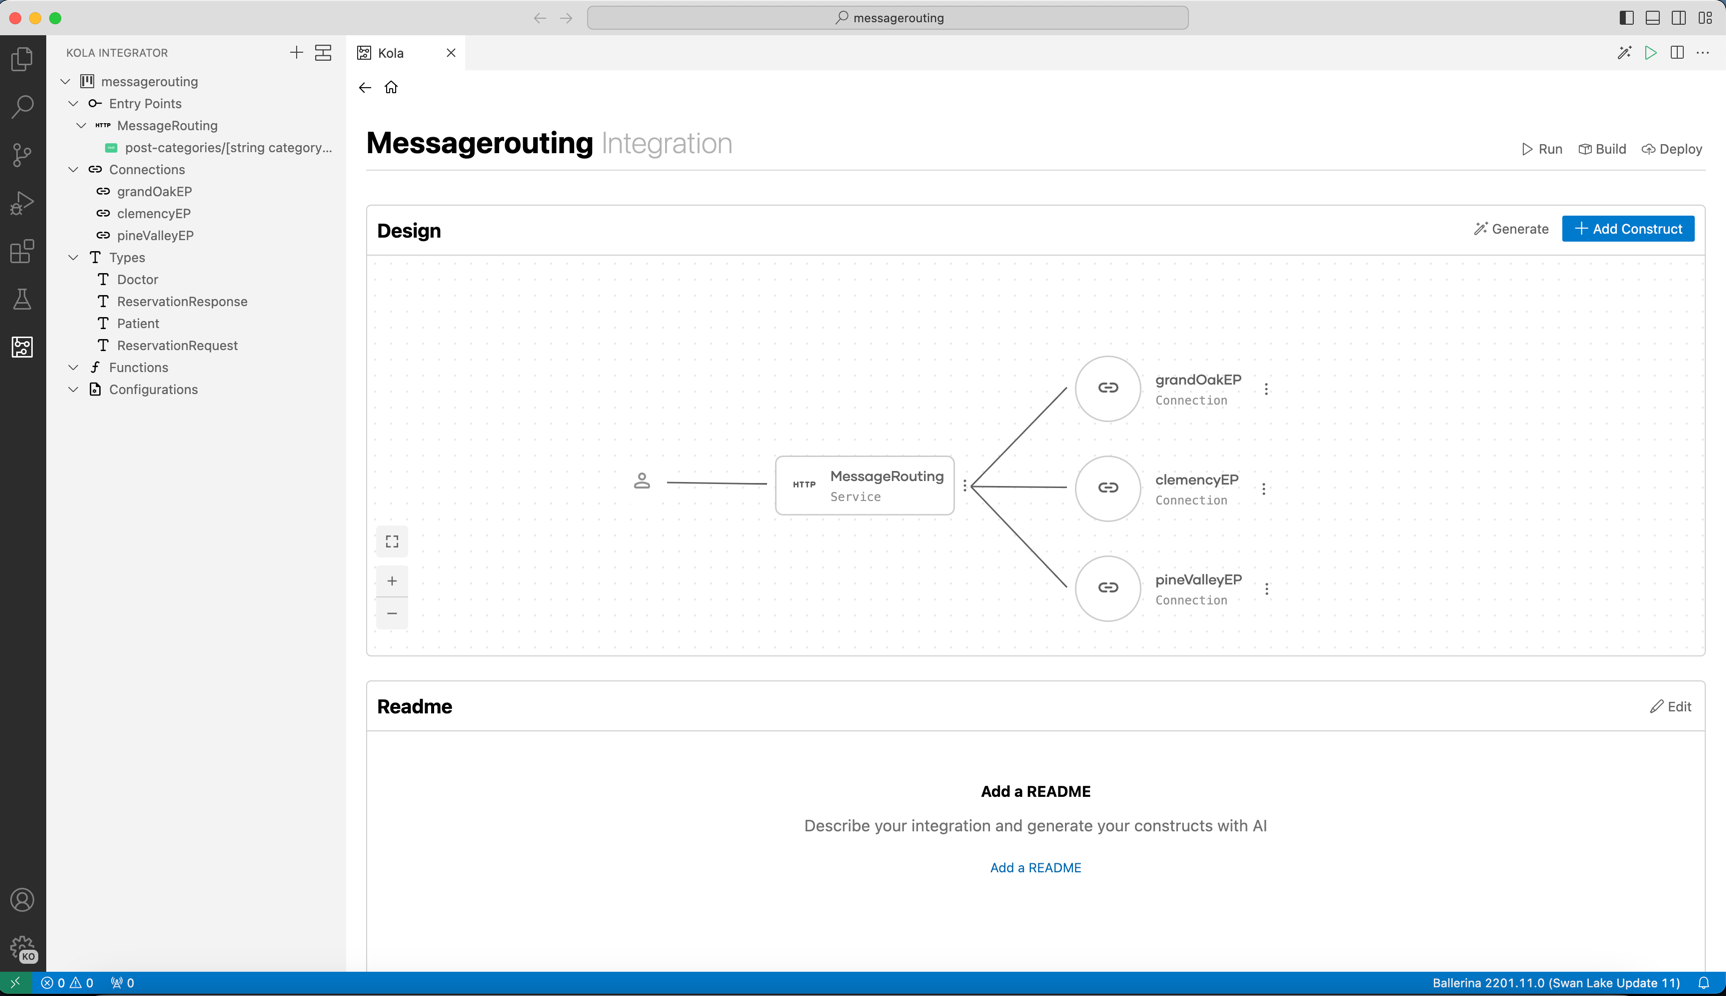 messagerouting
KOLA INTEGRATOR
Kola
messagerouting
Entry Points
HTTP MessageRouting
post-categories/[string category...
Connections
grandOakEP
clemencyEP
pineValleyEP
Types
Doctor
ReservationResponse
Patient
ReservationRequest
Functions
Configurations
Messagerouting Integration
Run Build Deploy
Design
Generate
Add Construct
grandOakEP
Connection
HTTP
MessageRouting
Service
clemencyEP
Connection
pineValleyEP
Connection
Readme
Edit
Add a README
Describe your integration and generate your constructs with AI
Add a README
KO
0 0 0
Ballerina 2201.11.0 (Swan Lake Update 11)